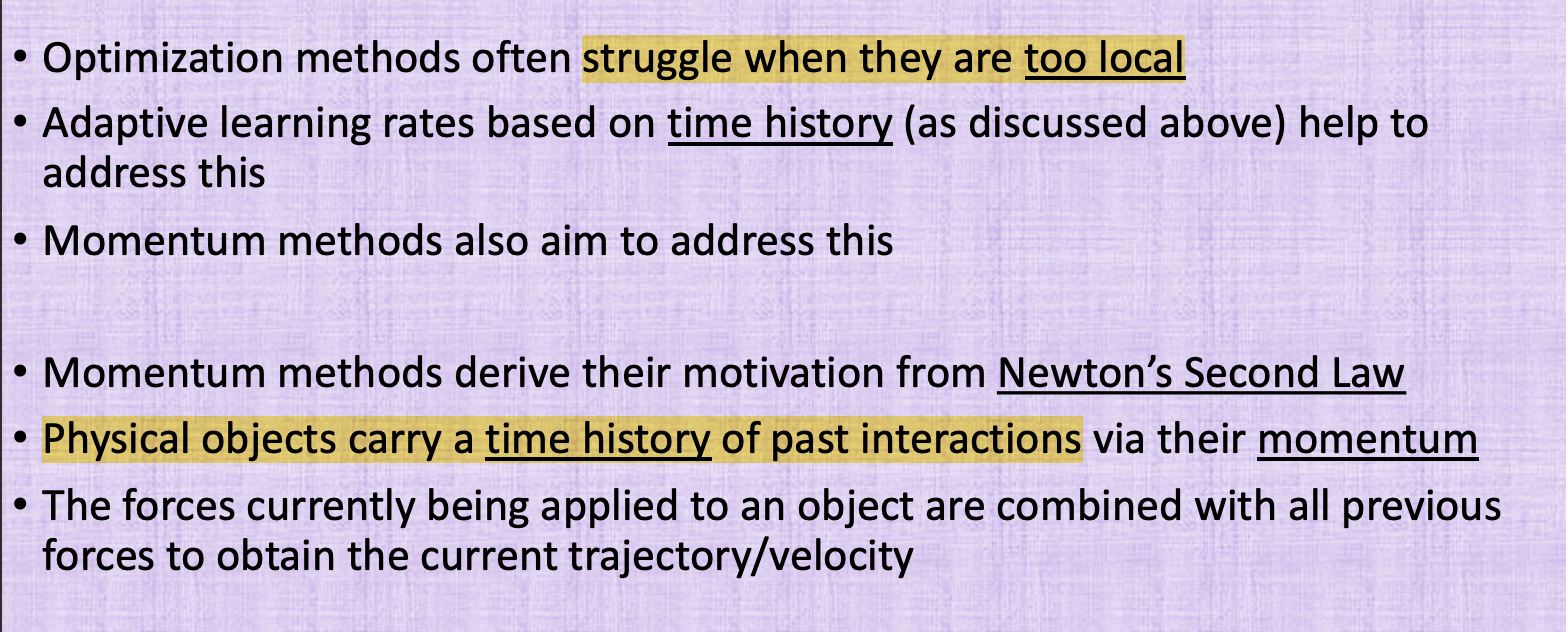 • Optimization methods often struggle when they are too local
• Adaptive learning rates based on time history (as discussed above) help to
address this
• Momentum methods also aim to address this
• Momentum methods derive their motivation from Newton’s Second Law
• Physical objects carry a time history of past interactions via their momentum
• The forces currently being applied to an object are combined with all previous
forces to obtain the current trajectory/velocity